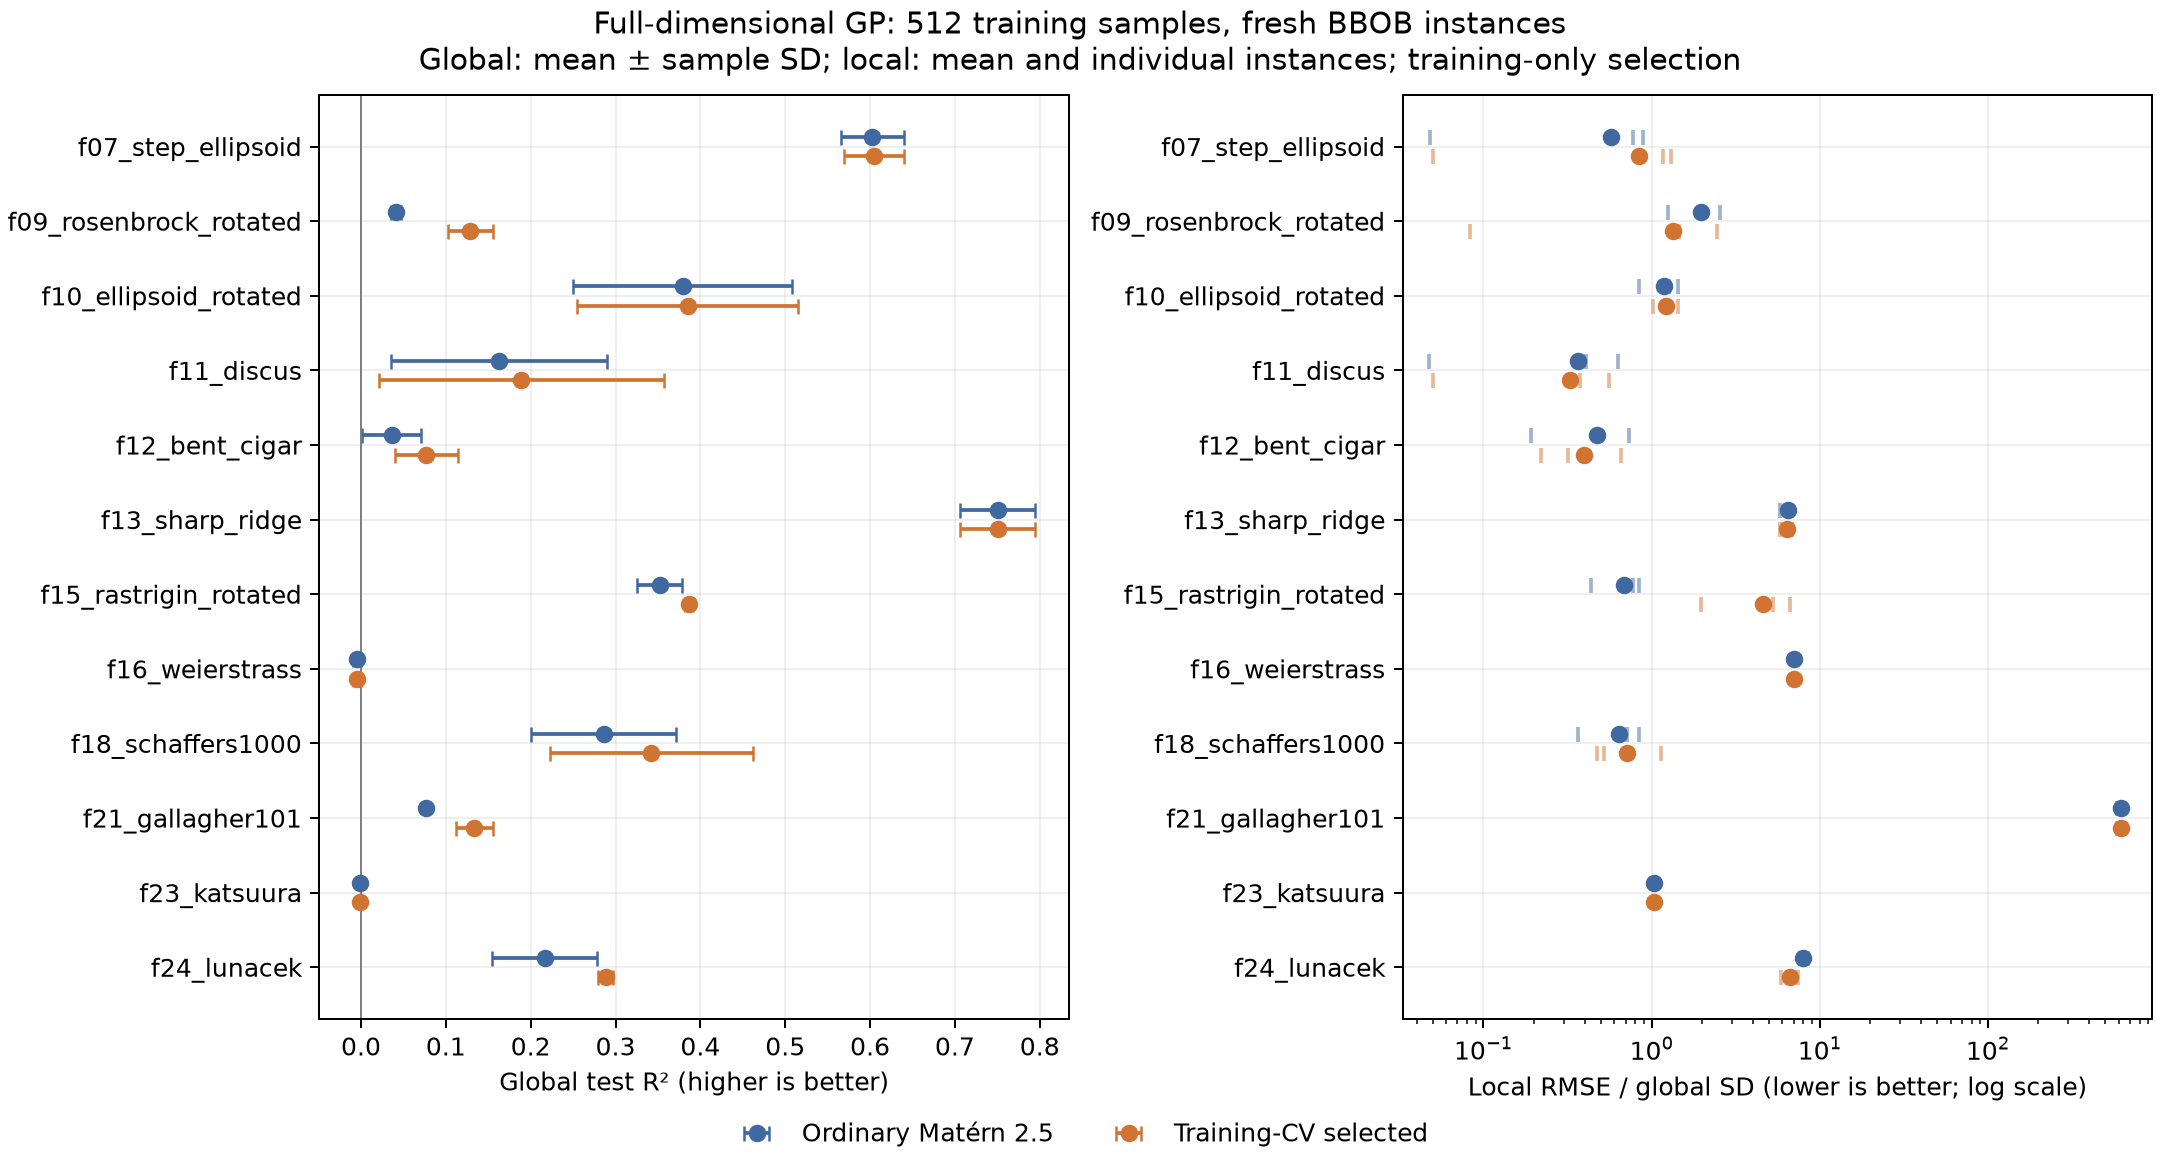 Full-dimensional GP: 512 training samples, fresh BBOB instances
Global: mean ± sample SD; local: mean and individual instances; training-only selection
f07_step_ellipsoid
f09_rosenbrock_rotated
f10_ellipsoid_rotated
f11_discus
f12_bent_cigar
f13_sharp_ridge
f15_rastrigin_rotated
f16_weierstrass
f18_schaffers1000
f21_gallagher101
f23_katsuura
f24_lunacek
0.0 0.1 0.2 0.3 0.4 0.5 0.6 0.7 0.8
Global test R² (higher is better)
f07_step_ellipsoid
f09_rosenbrock_rotated
f10_ellipsoid_rotated
f11_discus
f12_bent_cigar
f13_sharp_ridge
f15_rastrigin_rotated
f16_weierstrass
f18_schaffers1000
f21_gallagher101
f23_katsuura
f24_lunacek
10⁻¹ 10⁰ 10¹ 10²
Local RMSE / global SD (lower is better; log scale)
Ordinary Matérn 2.5 Training-CV selected